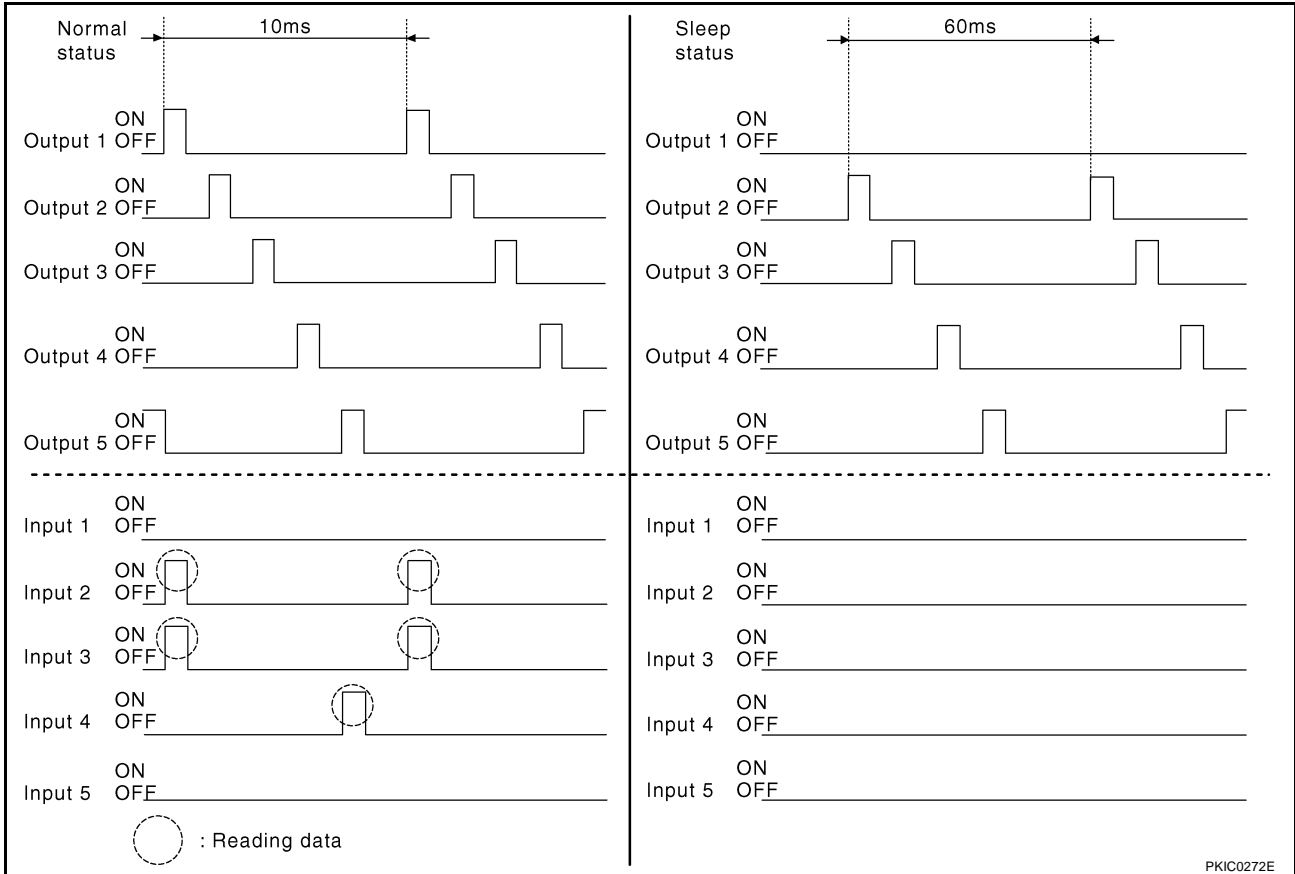 Normal status
10ms
ON
Output 1 OFF
ON
Output 2 OFF
ON
Output 3 OFF
ON
Output 4 OFF
ON
Output 5 OFF
ON
Input 1 OFF
ON
Input 2 OFF
ON
Input 3 OFF
ON
Input 4 OFF
ON
Input 5 OFF
: Reading data
Sleep status
60ms
ON
Output 1 OFF
ON
Output 2 OFF
ON
Output 3 OFF
ON
Output 4 OFF
ON
Output 5 OFF
ON
Input 1 OFF
ON
Input 2 OFF
ON
Input 3 OFF
ON
Input 4 OFF
ON
Input 5 OFF
PKIC0272E